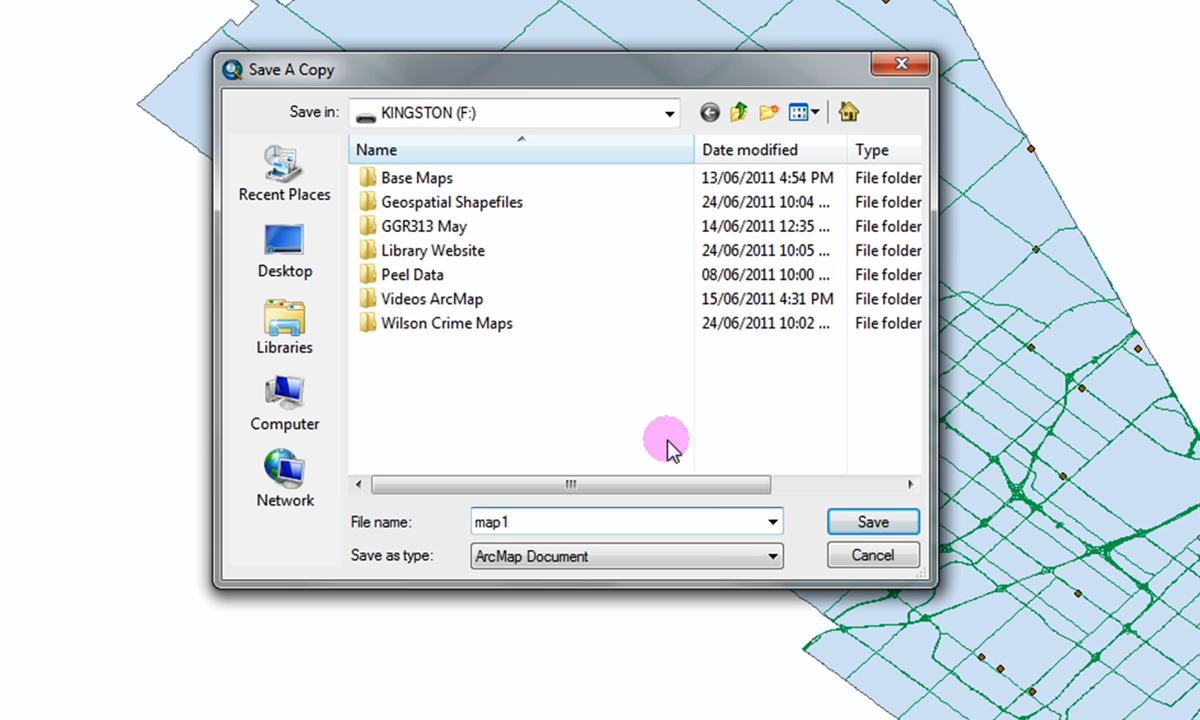 Save A Copy
Save in: KINGSTON (F:)
Name Date modified Type
Recent Places
Desktop
Libraries
Computer
Network
Base Maps 13/06/2011 4:54 PM File folder
Geospatial Shapefiles 24/06/2011 10:04 ... File folder
GGR313 May 14/06/2011 12:35 ... File folder
Library Website 24/06/2011 10:05 ... File folder
Peel Data 08/06/2011 10:00 ... File folder
Videos ArcMap 15/06/2011 4:31 PM File folder
Wilson Crime Maps 24/06/2011 10:02 ... File folder
File name: map1 Save
Save as type: ArcMap Document Cancel